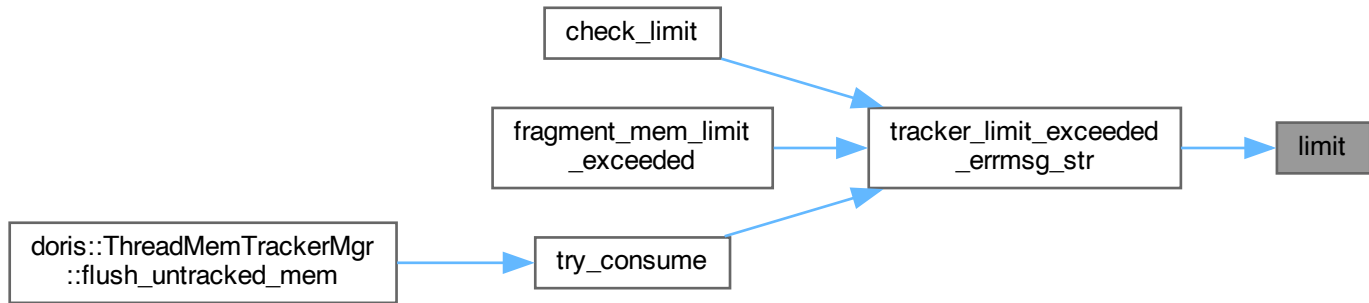 check_limit
fragment_mem_limit
_exceeded
tracker_limit_exceeded
_errmsg_str
limit
doris::ThreadMemTrackerMgr
::flush_untracked_mem
try_consume